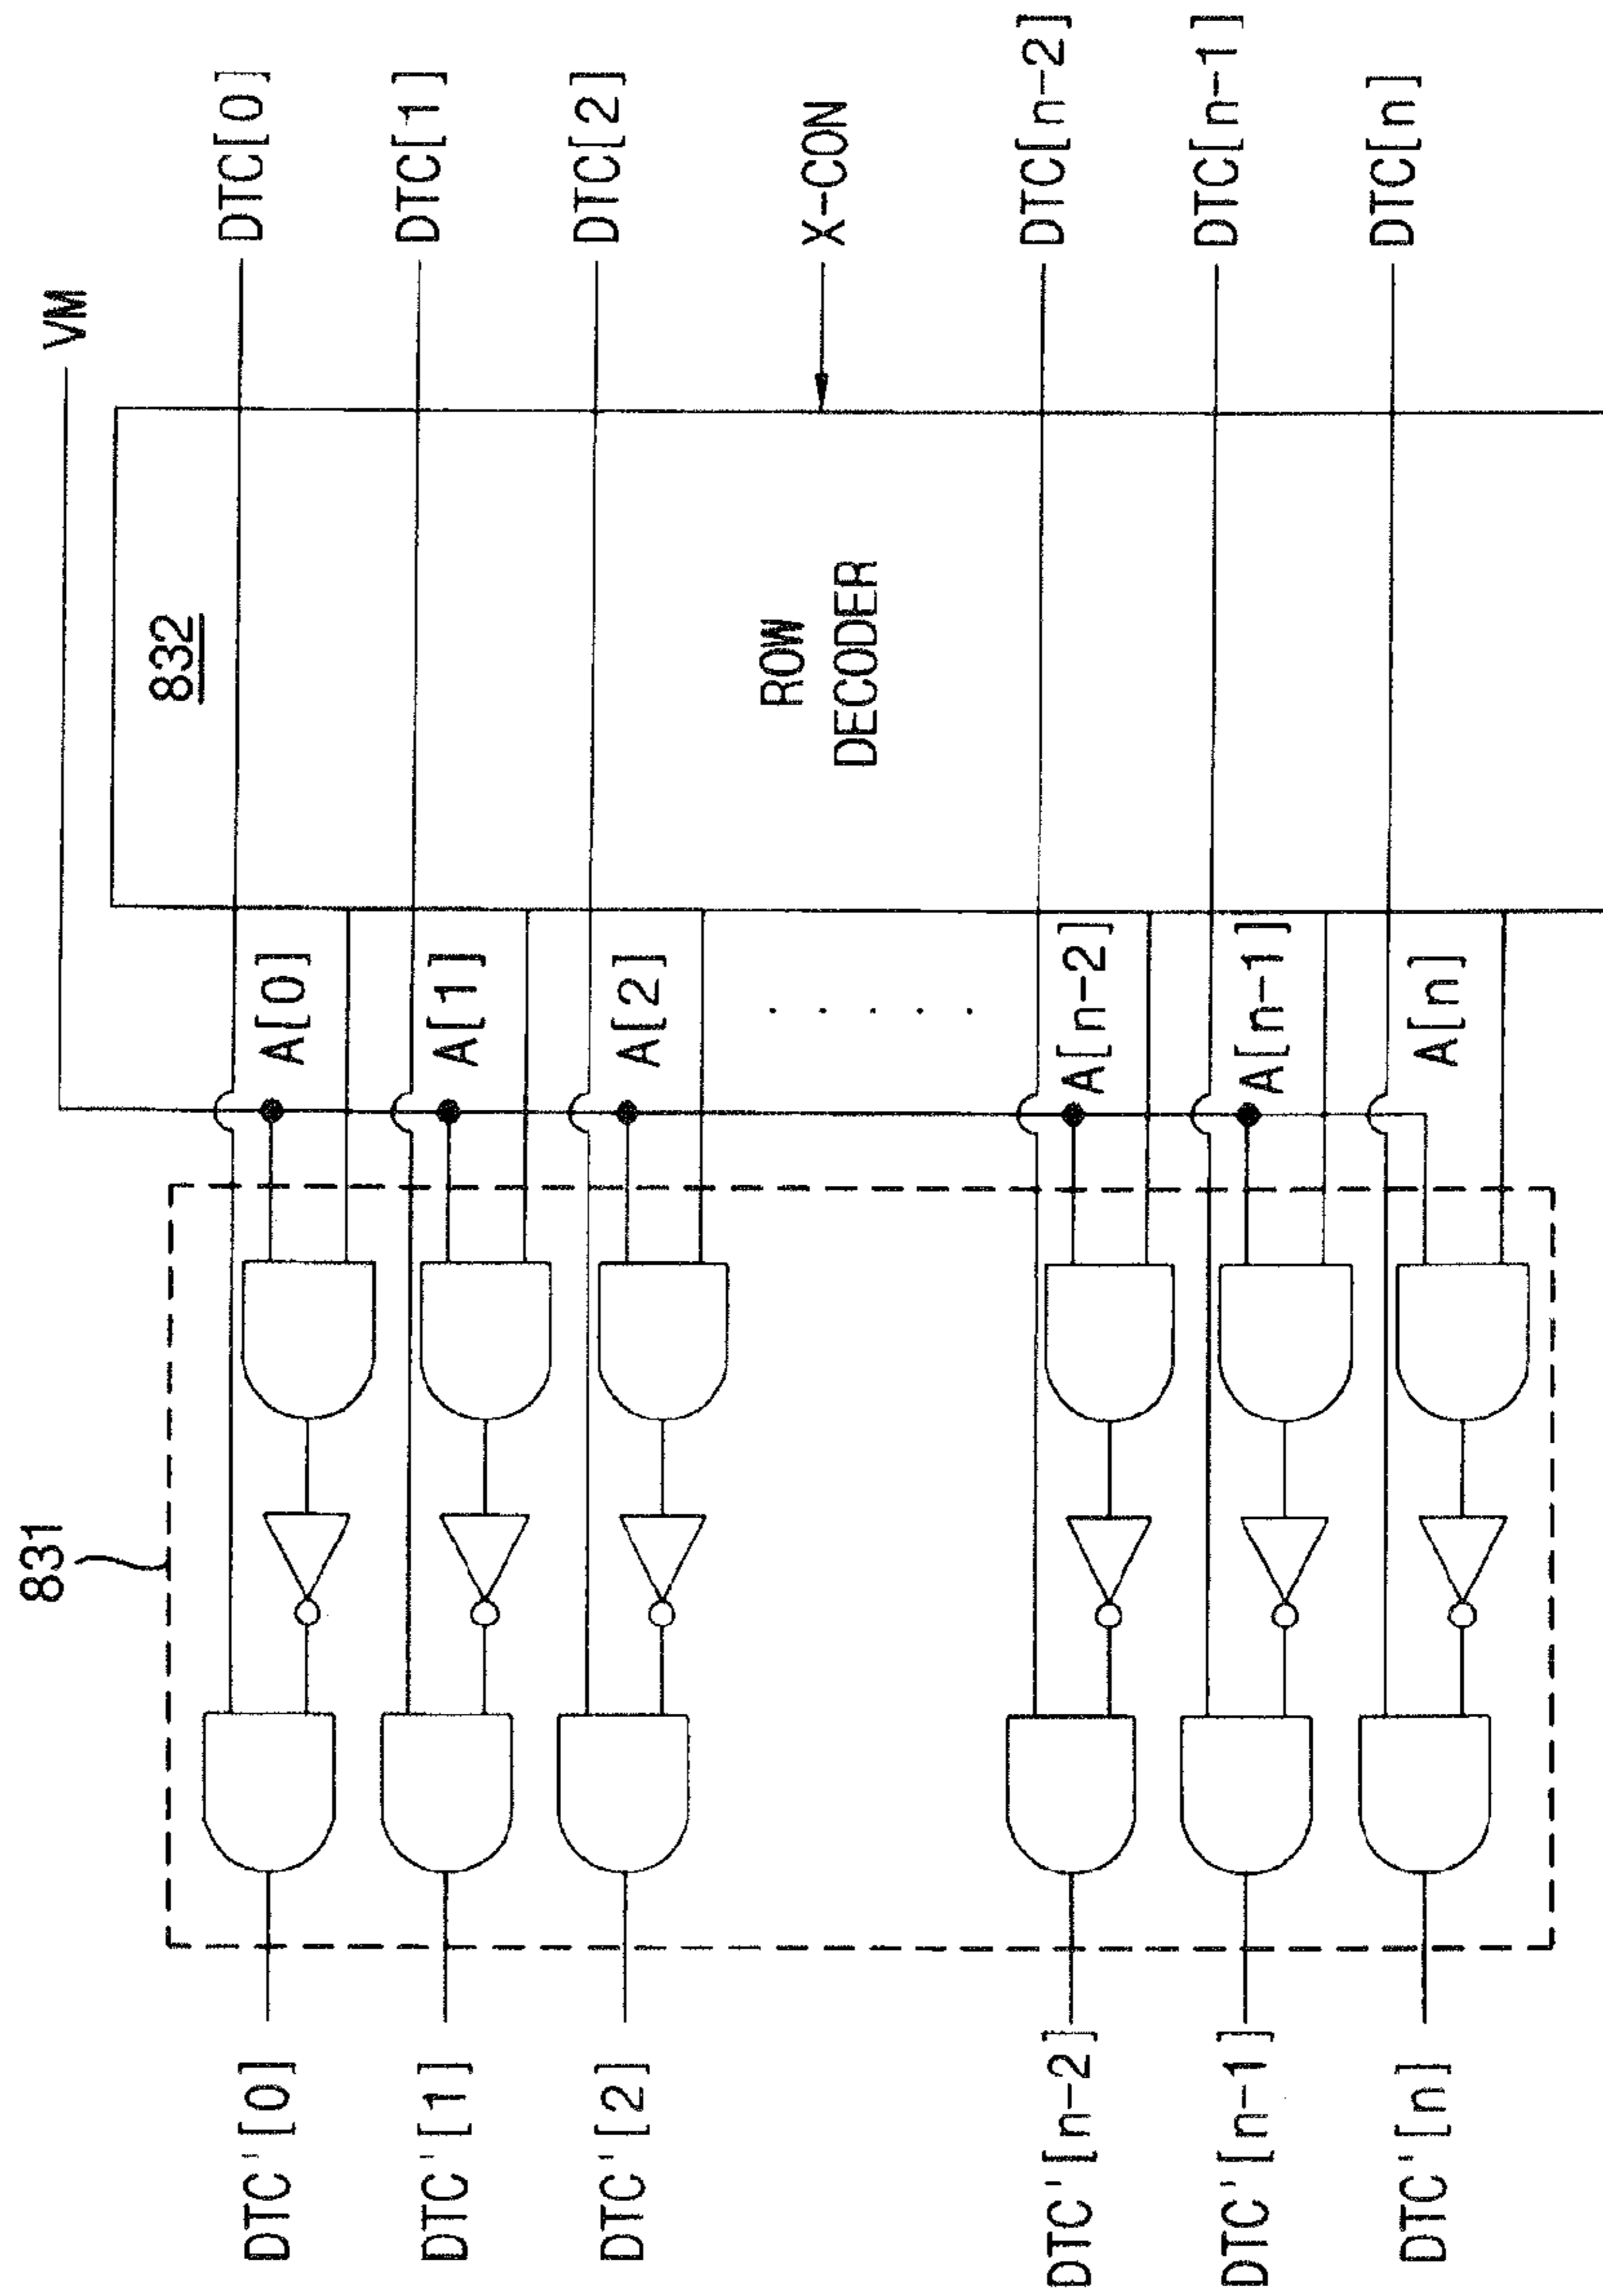 VM
DTC[0]
DTC[1]
DTC[2]
X-CON
DTC[n-2]
DTC[n-1]
DTC[n]
832
ROW
DECODER
A[0]
A[1]
A[2]
.....
A[n-2]
A[n-1]
A[n]
831
DTC'[0]
DTC'[1]
DTC'[2]
DTC'[n-2]
DTC'[n-1]
DTC'[n]